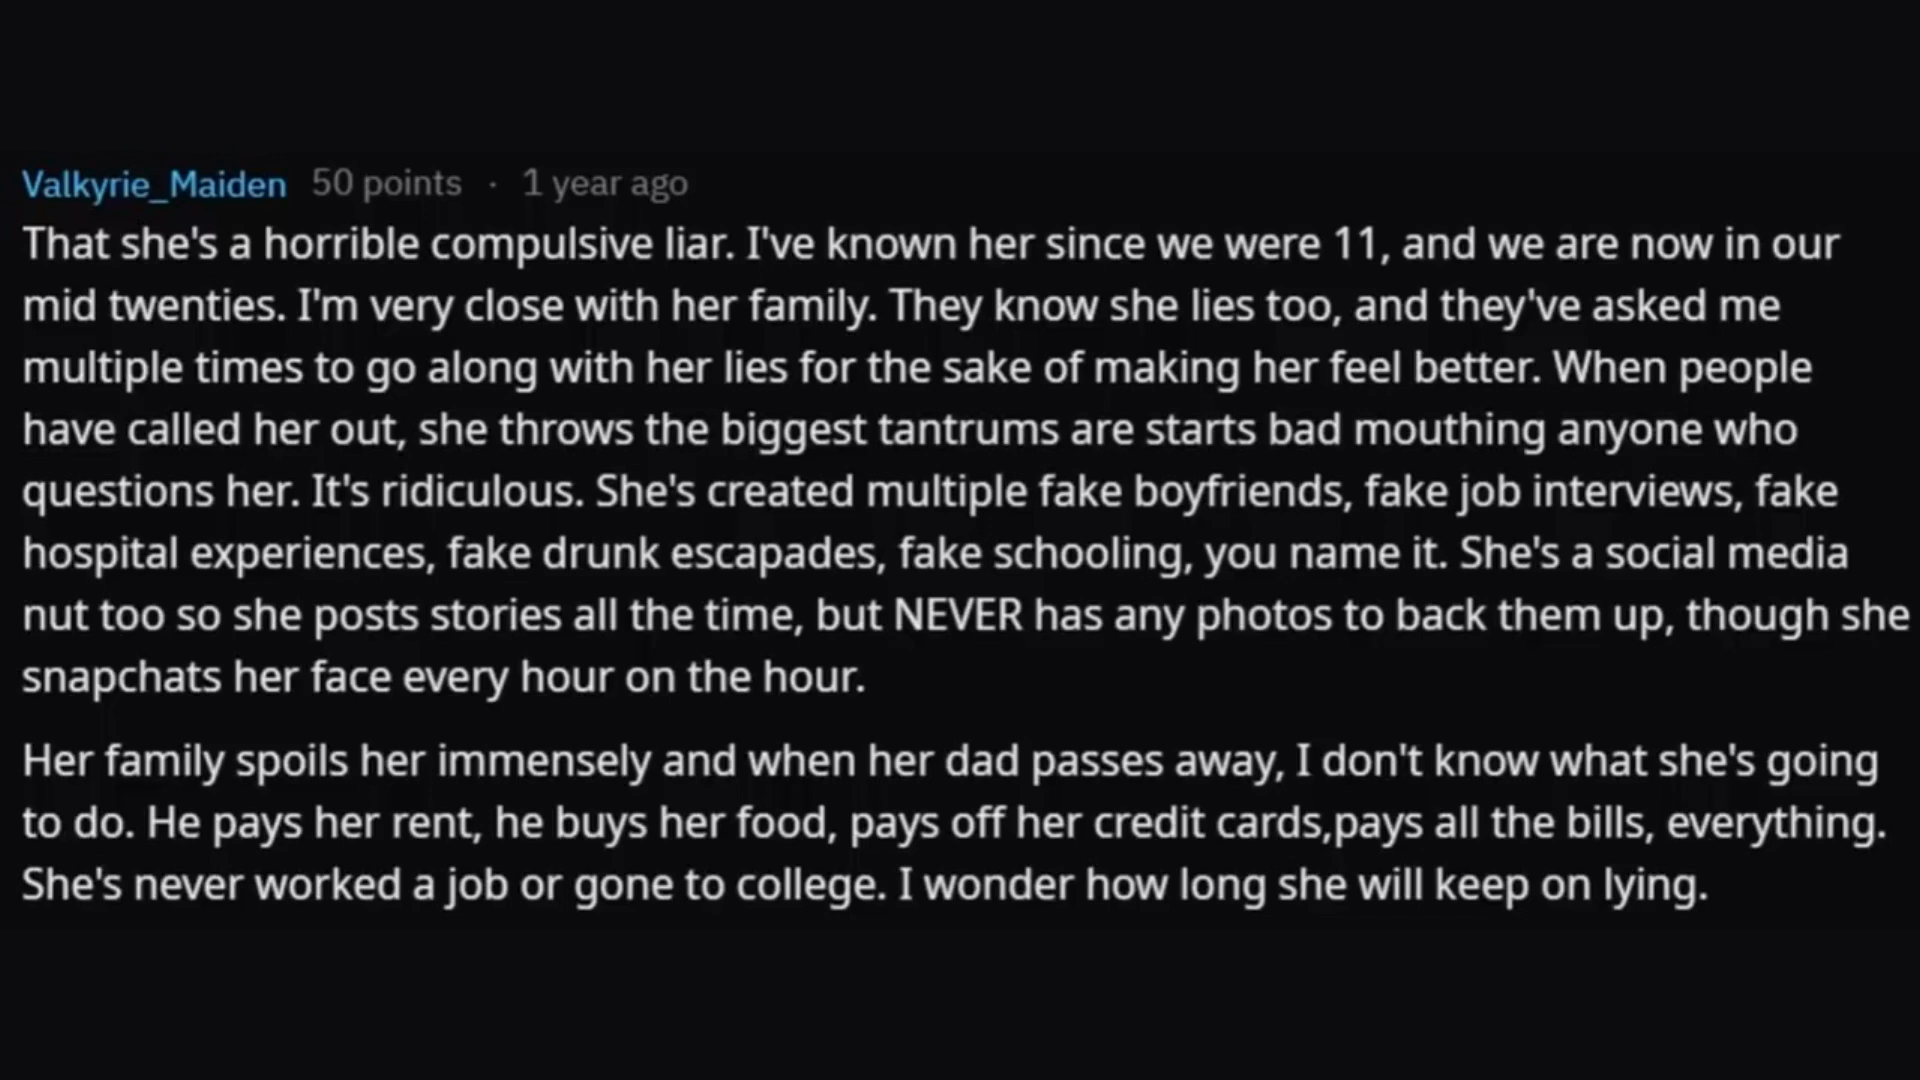 Valkyrie_Maiden 50 points · 1 year ago
That she's a horrible compulsive liar. I've known her since we were 11, and we are now in our
mid twenties. I'm very close with her family. They know she lies too, and they've asked me
multiple times to go along with her lies for the sake of making her feel better. When people
have called her out, she throws the biggest tantrums are starts bad mouthing anyone who
questions her. It's ridiculous. She's created multiple fake boyfriends, fake job interviews, fake
hospital experiences, fake drunk escapades, fake schooling, you name it. She's a social media
nut too so she posts stories all the time, but NEVER has any photos to back them up, though she
snapchats her face every hour on the hour.
Her family spoils her immensely and when her dad passes away, I don't know what she's going
to do. He pays her rent, he buys her food, pays off her credit cards,pays all the bills, everything.
She's never worked a job or gone to college. I wonder how long she will keep on lying.